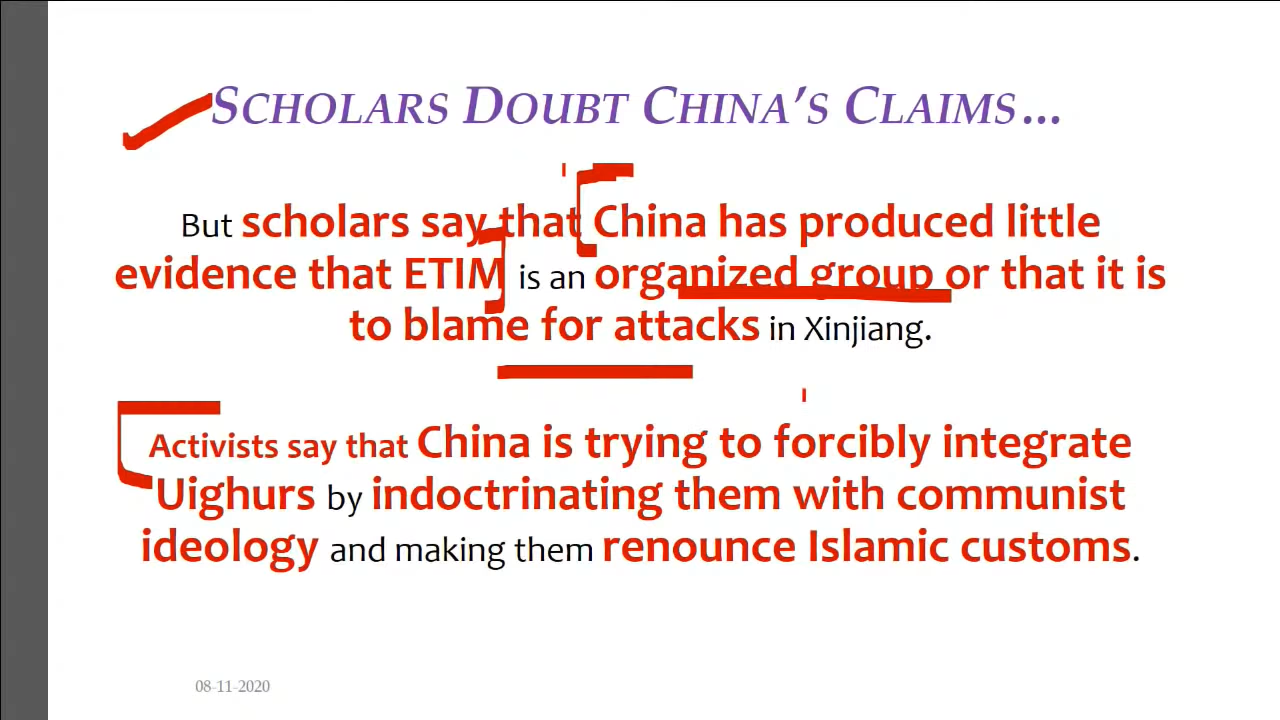 SCHOLARS DOUBT CHINA'S CLAIMS...
But scholars say that China has produced little
evidence that ETIM is an organized group or that it is
to blame for attacks in Xinjiang.
Activists say that China is trying to forcibly integrate
Uighurs by indoctrinating them with communist
ideology and making them renounce Islamic customs.
08-11-2020